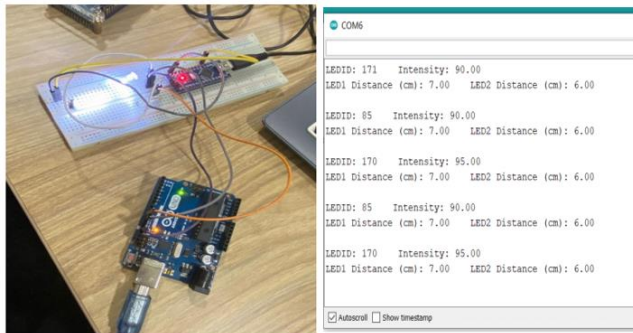 COM6
LEDID: 171 Intensity: 90.00
LED1 Distance (cm): 7.00 LED2 Distance (cm): 6.00
LEDID: 85 Intensity: 90.00
LED1 Distance (cm): 7.00 LED2 Distance (cm): 6.00
LEDID: 170 Intensity: 95.00
LED1 Distance (cm): 7.00 LED2 Distance (cm): 6.00
LEDID: 85 Intensity: 90.00
LED1 Distance (cm): 7.00 LED2 Distance (cm): 6.00
LEDID: 170 Intensity: 95.00
LED1 Distance (cm): 7.00 LED2 Distance (cm): 6.00
Autoscroll Show timestamp